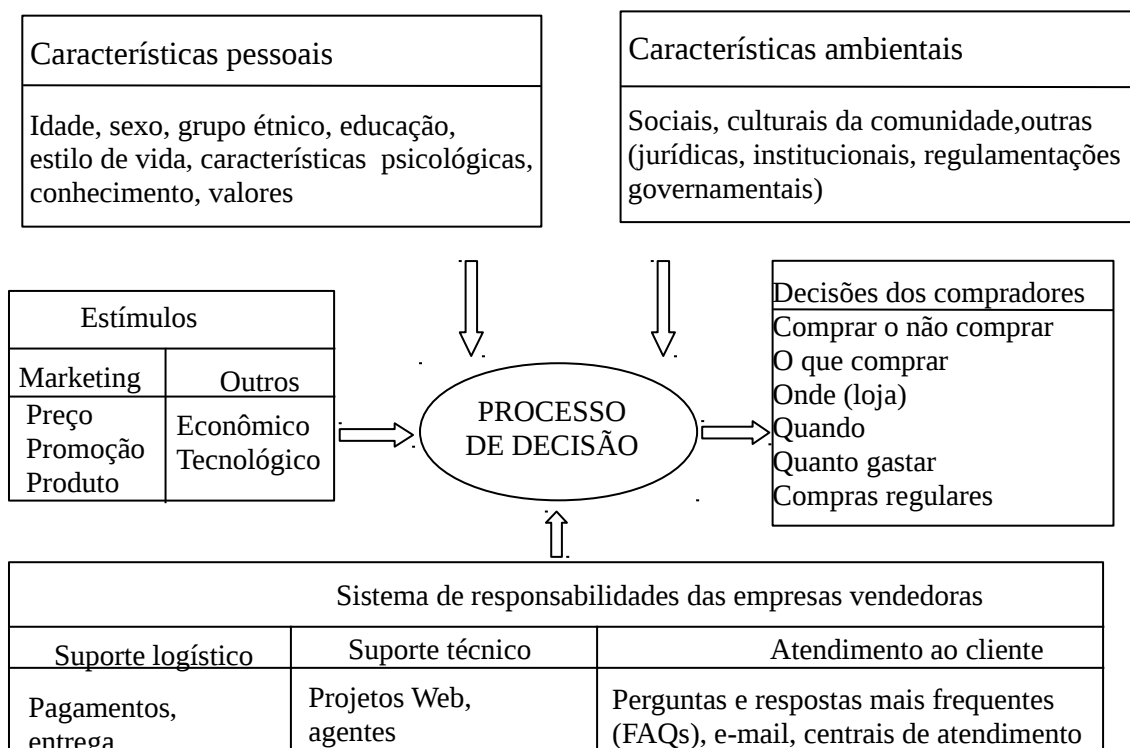 Características pessoais
Idade, sexo, grupo étnico, educação,
estilo de vida, características psicológicas,
conhecimento, valores
Características ambientais
Sociais, culturais da comunidade,outras
(jurídicas, institucionais, regulamentações
governamentais)
Estímulos
Marketing
Preço
Promoção
Produto
Outros
Econômico
Tecnológico
PROCESSO
DE DECISÃO
Decisões dos compradores
Comprar o não comprar
O que comprar
Onde (loja)
Quando
Quanto gastar
Compras regulares
Sistema de responsabilidades das empresas vendedoras
Suporte logístico
Pagamentos,
entrega
Suporte técnico
Projetos Web,
agentes
Atendimento ao cliente
Perguntas e respostas mais frequentes
(FAQs), e-mail, centrais de atendimento